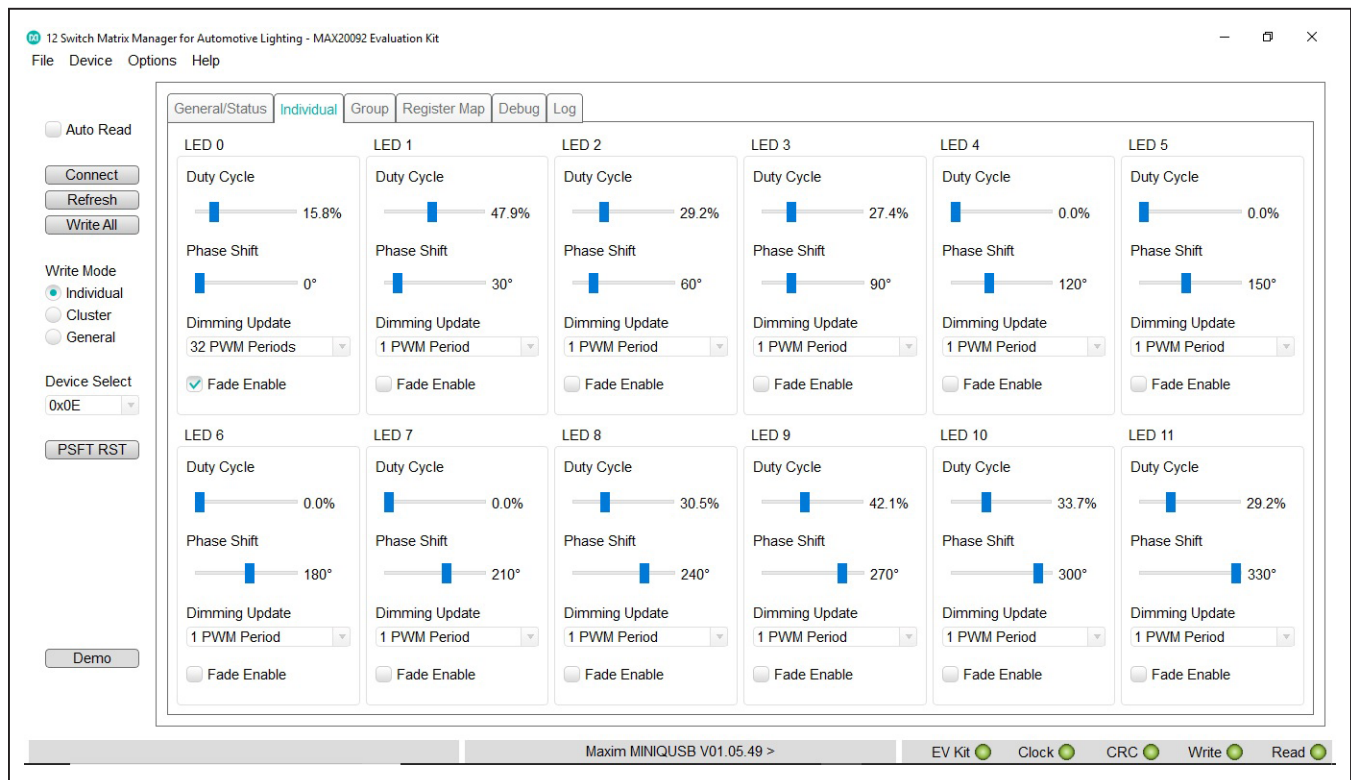 12 Switch Matrix Manager for Automotive Lighting - MAX20092 Evaluation Kit
File Device Options Help
General/Status Individual Group Register Map Debug Log
Auto Read
Connect
Refresh
Write All
Write Mode
Individual
Cluster
General
Device Select
0x0E
PSFT RST
Demo
LED 0 LED 1 LED 2 LED 3 LED 4 LED 5
Duty Cycle Duty Cycle Duty Cycle Duty Cycle Duty Cycle Duty Cycle
15.8% 47.9% 29.2% 27.4% 0.0% 0.0%
Phase Shift Phase Shift Phase Shift Phase Shift Phase Shift Phase Shift
0° 30° 60° 90° 120° 150°
Dimming Update Dimming Update Dimming Update Dimming Update Dimming Update Dimming Update
32 PWM Periods 1 PWM Period 1 PWM Period 1 PWM Period 1 PWM Period 1 PWM Period
Fade Enable Fade Enable Fade Enable Fade Enable Fade Enable Fade Enable
LED 6 LED 7 LED 8 LED 9 LED 10 LED 11
Duty Cycle Duty Cycle Duty Cycle Duty Cycle Duty Cycle Duty Cycle
0.0% 0.0% 30.5% 42.1% 33.7% 29.2%
Phase Shift Phase Shift Phase Shift Phase Shift Phase Shift Phase Shift
180° 210° 240° 270° 300° 330°
Dimming Update Dimming Update Dimming Update Dimming Update Dimming Update Dimming Update
1 PWM Period 1 PWM Period 1 PWM Period 1 PWM Period 1 PWM Period 1 PWM Period
Fade Enable Fade Enable Fade Enable Fade Enable Fade Enable Fade Enable
Maxim MINIQUSB V01.05.49 > EV Kit Clock CRC Write Read